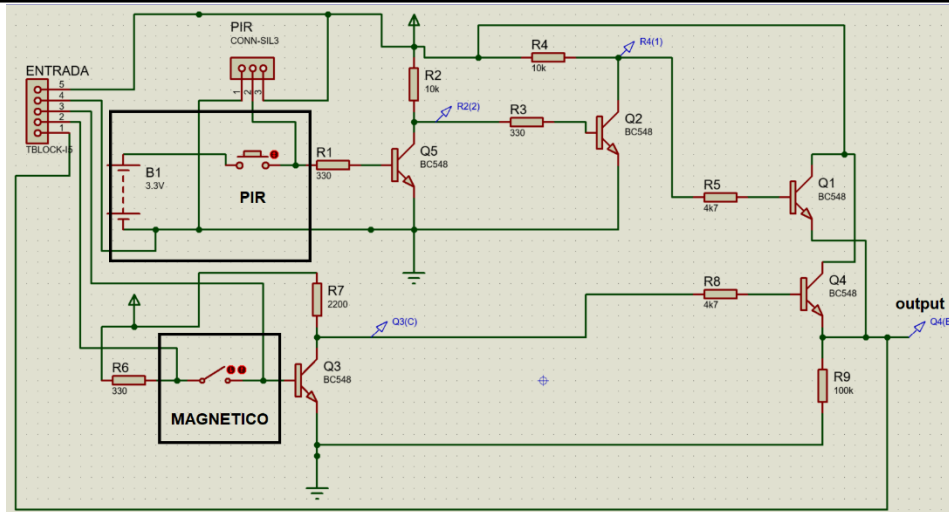 ENTRADA
5
4
3
2
1
TBLOCK-I5
PIR
CONN-SIL3
1
2
3
B1
3.3V
PIR
R1
330
R2
10k
R2(2)
Q5
BC548
R3
330
R4
10k
R4(1)
Q2
BC548
R5
4k7
Q1
BC548
R6
330
MAGNETICO
R7
2200
Q3(C)
Q3
BC548
R8
4k7
Q4
BC548
output
Q4(E
R9
100k